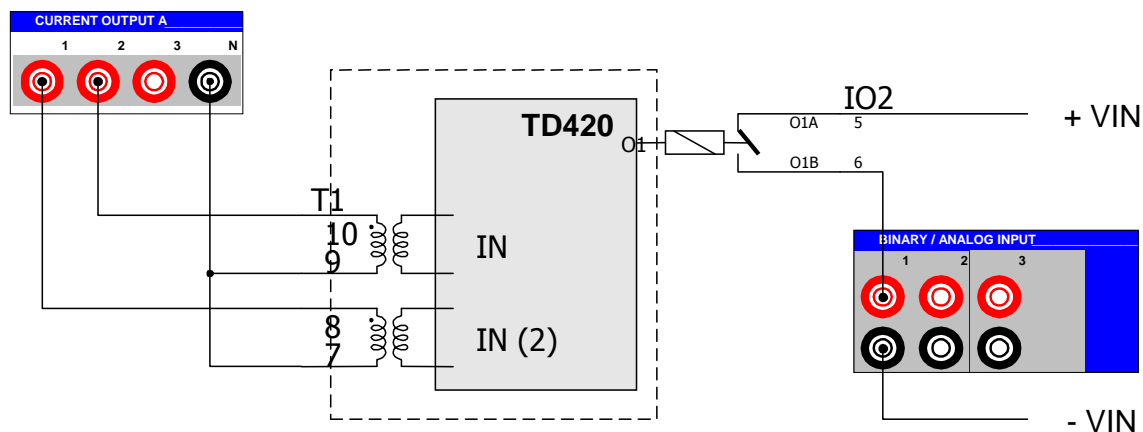 CURRENT OUTPUT A
1 2 3 N
TD420
O1
IO2
O1A 5
+ VIN
O1B 6
T1
10
9
IN
8
7
IN (2)
BINARY / ANALOG INPUT
1 2 3
- VIN